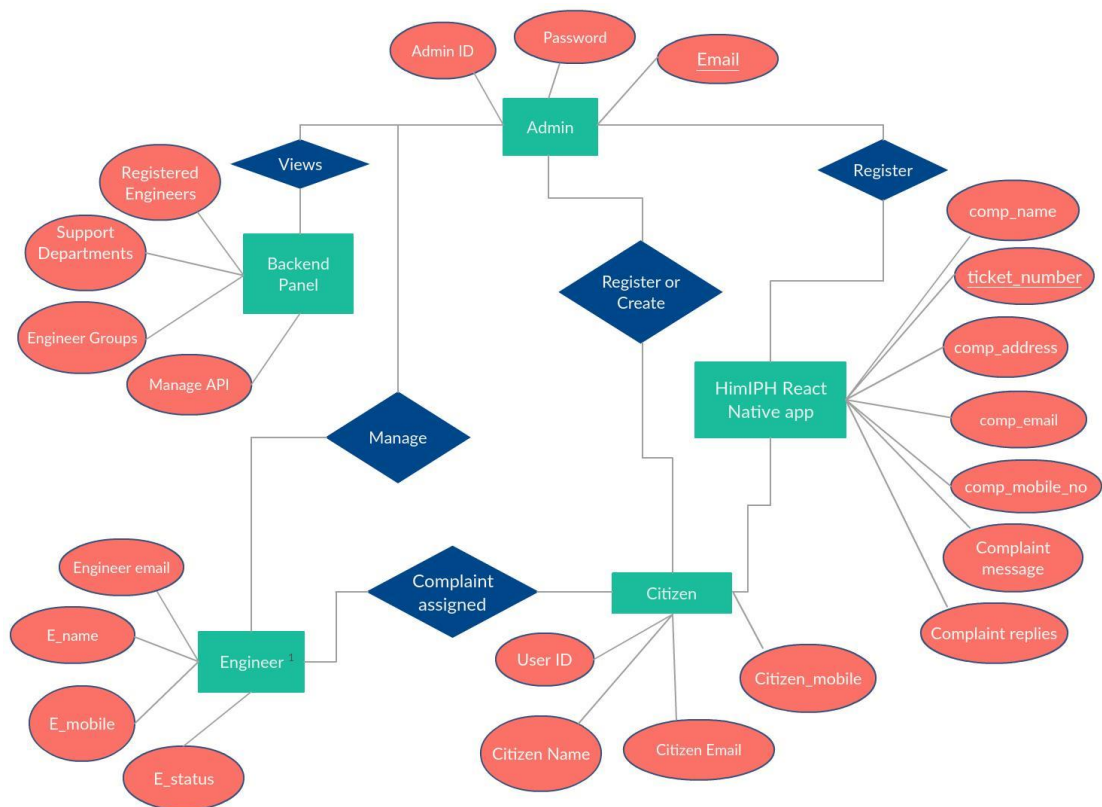 Admin ID
Password
Email
Admin
Views
Register
Registered
Engineers
Support
Departments
Backend
Panel
Engineer Groups
Manage API
Register or
Create
comp_name
ticket_number
comp_address
HimIPH React
Native app
comp_email
comp_mobile_no
Complaint
message
Complaint replies
Manage
Engineer email
E_name
Engineer 1
E_mobile
E_status
Complaint
assigned
Citizen
User ID
Citizen_mobile
Citizen Name
Citizen Email